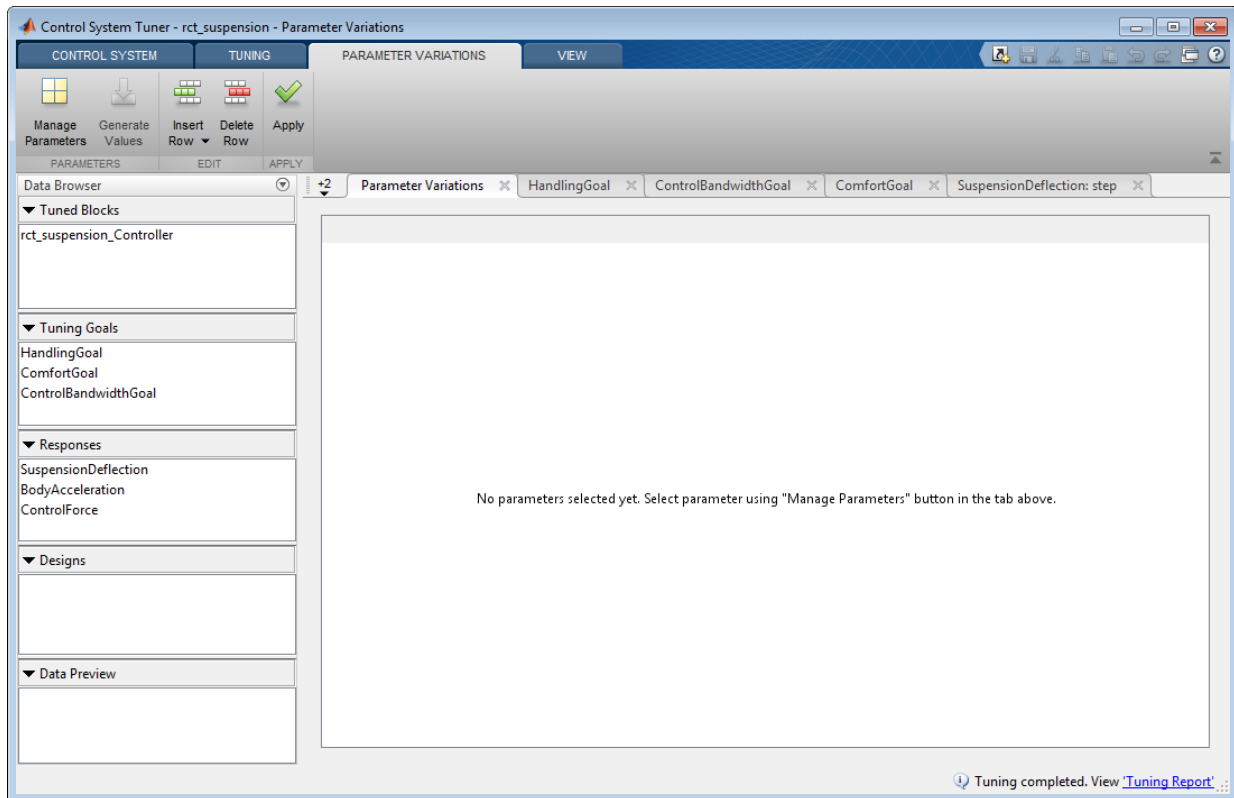 Control System Tuner - rct_suspension - Parameter Variations
CONTROL SYSTEM TUNING PARAMETER VARIATIONS VIEW
Manage Parameters
Generate Values
Insert Row
Delete Row
Apply
PARAMETERS EDIT APPLY
Data Browser
+2 Parameter Variations HandlingGoal ControlBandwidthGoal ComfortGoal SuspensionDeflection: step
Tuned Blocks
rct_suspension_Controller
Tuning Goals
HandlingGoal
ComfortGoal
ControlBandwidthGoal
Responses
SuspensionDeflection
BodyAcceleration
ControlForce
Designs
Data Preview
No parameters selected yet. Select parameter using "Manage Parameters" button in the tab above.
Tuning completed. View 'Tuning Report'